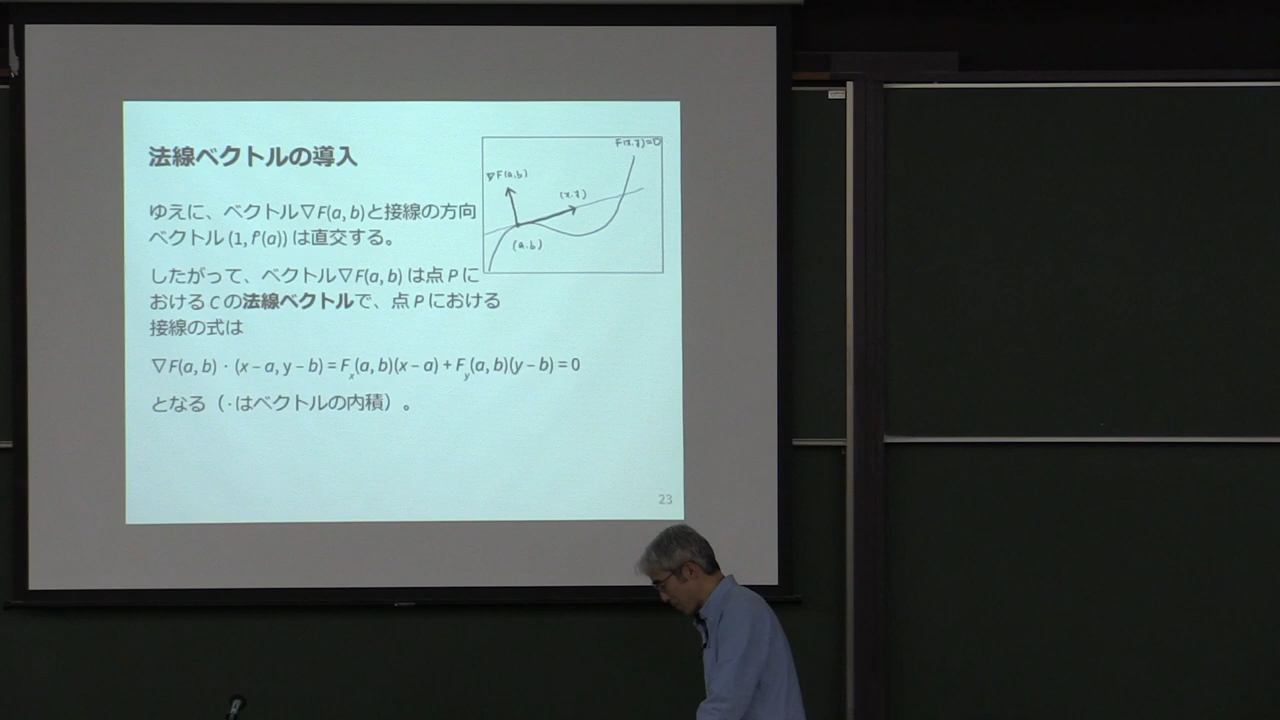 法線ベクトルの導入
F(x,y)=0
∇F(a,b)
(x,y)
(a,b)
ゆえに、ベクトル∇F(a, b)と接線の方向
ベクトル (1, f'(a)) は直交する。
したがって、ベクトル∇F(a, b) は点 P に
おける C の法線ベクトルで、点 P における
接線の式は
∇F(a, b)・(x – a, y – b) = Fx(a, b)(x – a) + Fy(a, b)(y – b) = 0
となる（・はベクトルの内積）。
23